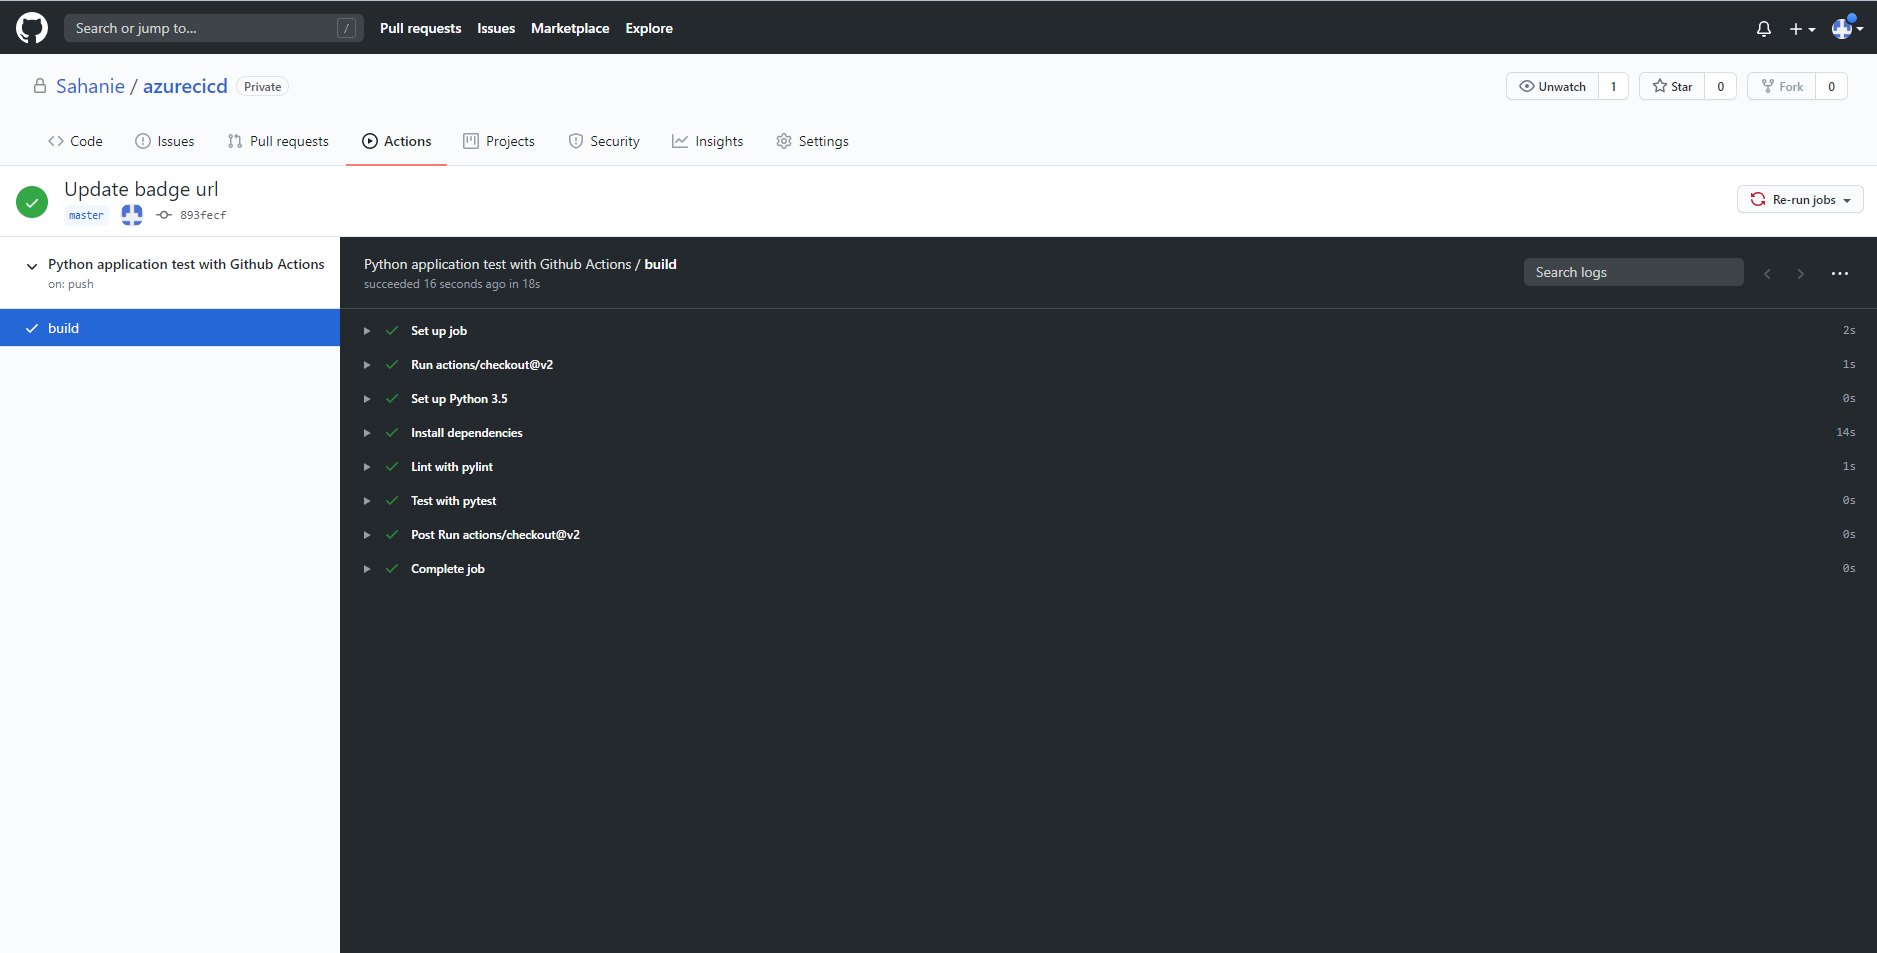 Search or jump to... /
Pull requests Issues Marketplace Explore
Sahanie / azurecicd Private
Unwatch 1 Star 0 Fork 0
Code Issues Pull requests Actions Projects Security Insights Settings
Update badge url
master 893fecf
Re-run jobs
Python application test with Github Actions
on: push
build
Python application test with Github Actions / build
succeeded 16 seconds ago in 18s
Search logs
Set up job 2s
Run actions/checkout@v2 1s
Set up Python 3.5 0s
Install dependencies 14s
Lint with pylint 1s
Test with pytest 0s
Post Run actions/checkout@v2 0s
Complete job 0s